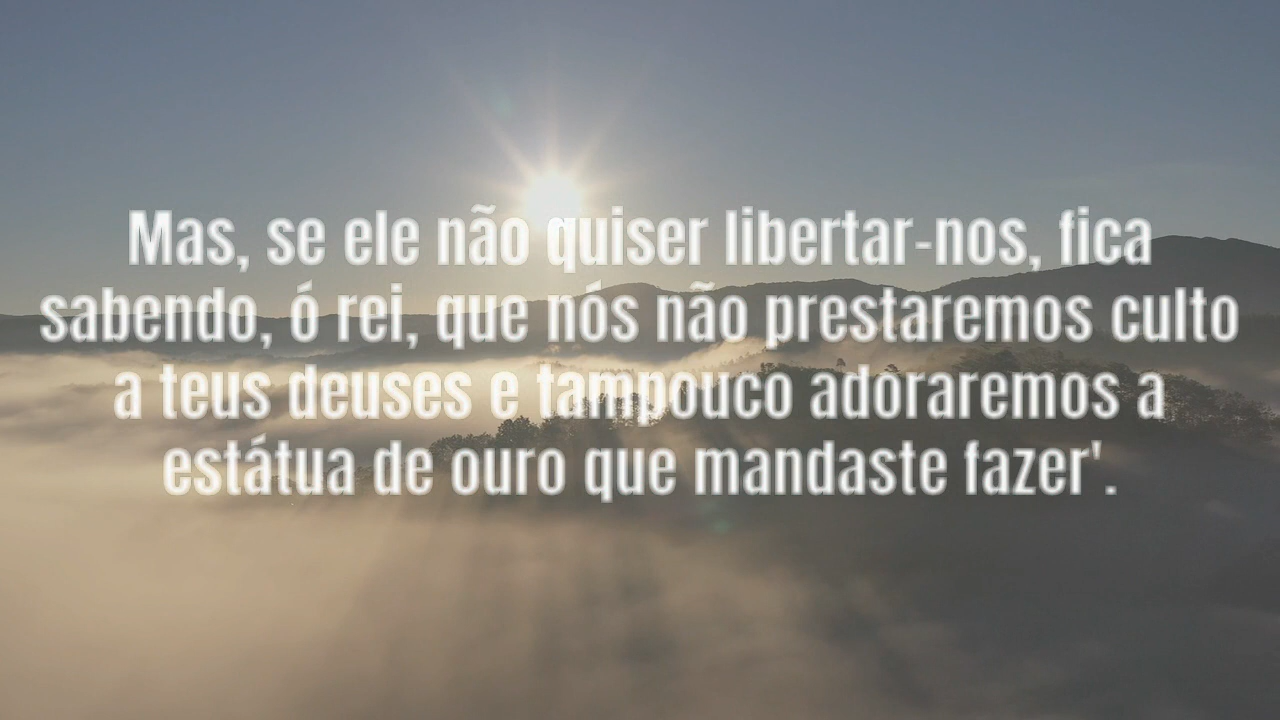 Mas, se ele não quiser libertar-nos, fica
sabendo, ó rei, que nós não prestaremos culto
a teus deuses e tampouco adoraremos a
estátua de ouro que mandaste fazer'.